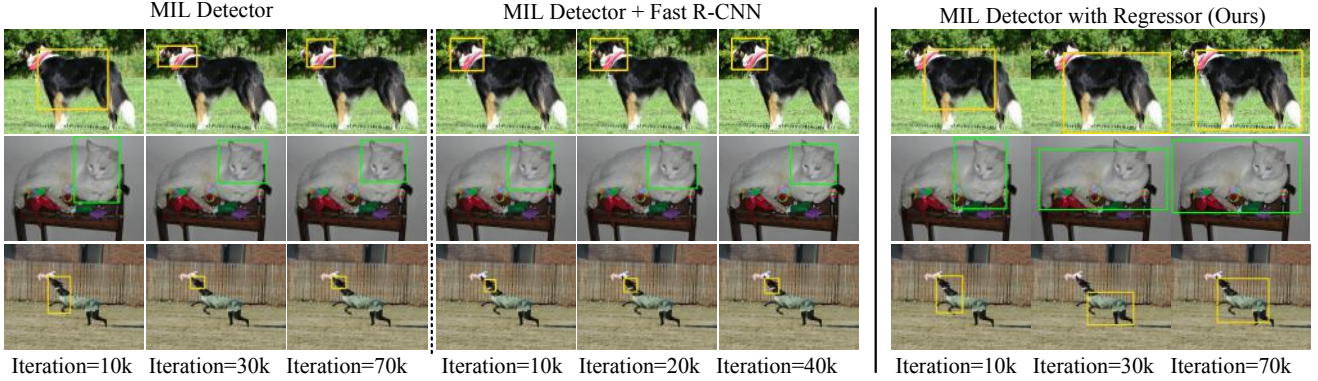 MIL Detector
MIL Detector + Fast R-CNN
MIL Detector with Regressor (Ours)
Iteration=10k
Iteration=30k
Iteration=70k
Iteration=10k
Iteration=20k
Iteration=40k
Iteration=10k
Iteration=30k
Iteration=70k